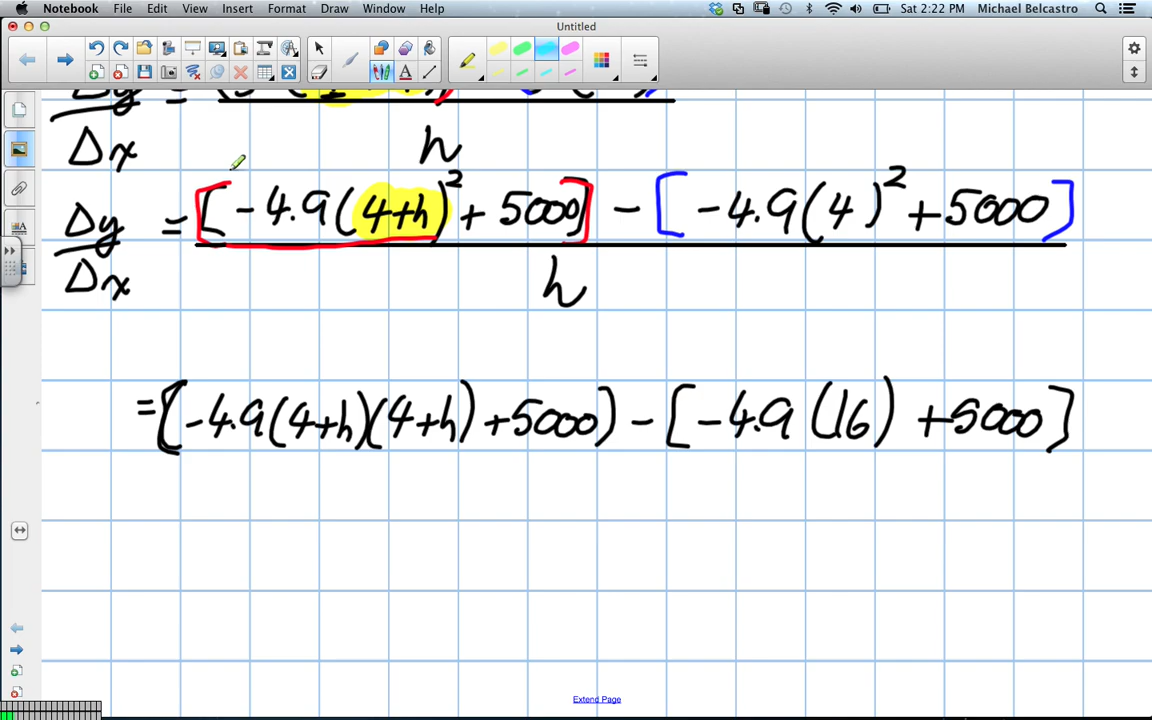 Notebook File Edit View Insert Format Draw Window Help Sat 2:22 PM Michael Belcastro
Untitled
Δx h
Δy/Δx = [-4.9(4+h)² + 5000] - [-4.9(4)² + 5000]
h
= [-4.9(4+h)(4+h) + 5000) - [-4.9(16) + 5000]
Extend Page